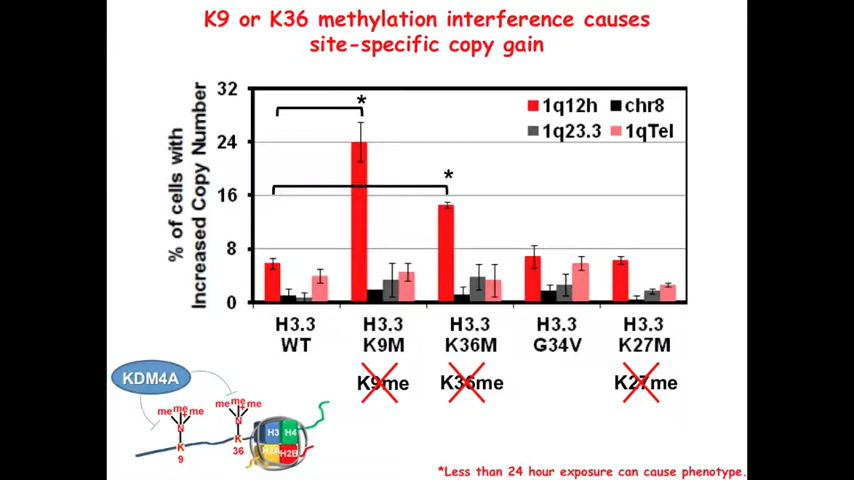 K9 or K36 methylation interference causes
site-specific copy gain
% of cells with
Increased Copy Number
32
24
16
8
0
*
*
1q12h
chr8
1q23.3
1qTel
H3.3
WT
H3.3
K9M
H3.3
K36M
H3.3
G34V
H3.3
K27M
K9me
K36me
K27me
KDM4A
me me me
+
N
K
9
me me me
+
N
K
36
H3
H4
H2A
H2B
*Less than 24 hour exposure can cause phenotype.